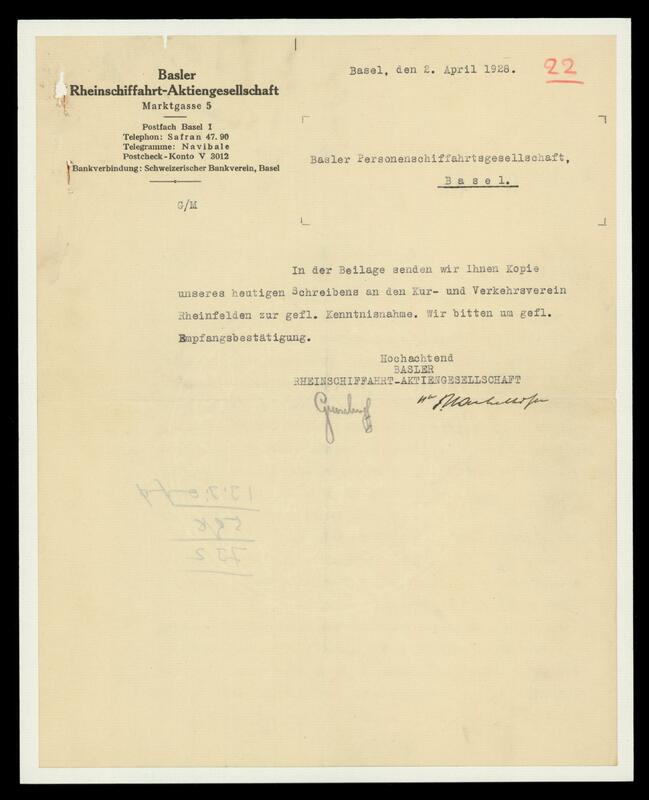 Basler
Rheinschiffahrt-Aktiengesellschaft
Marktgasse 5
Postfach Basel 1
Telephon: Safran 47.90
Telegramme: Navibale
Postcheck-Konto V 3012
Bankverbindung: Schweizerischer Bankverein, Basel
G/M
Basel, den 2. April 1928.
22
Basler Personenschiffahrtsgesellschaft,
B a s e l.
In der Beilage senden wir Ihnen Kopie
unseres heutigen Schreibens an den Kur- und Verkehrsverein
Rheinfelden zur gefl. Kenntnisnahme. Wir bitten um gefl.
Empfangsbestätigung.
Hochachtend
BASLER
RHEINSCHIFFAHRT-AKTIENGESELLSCHAFT